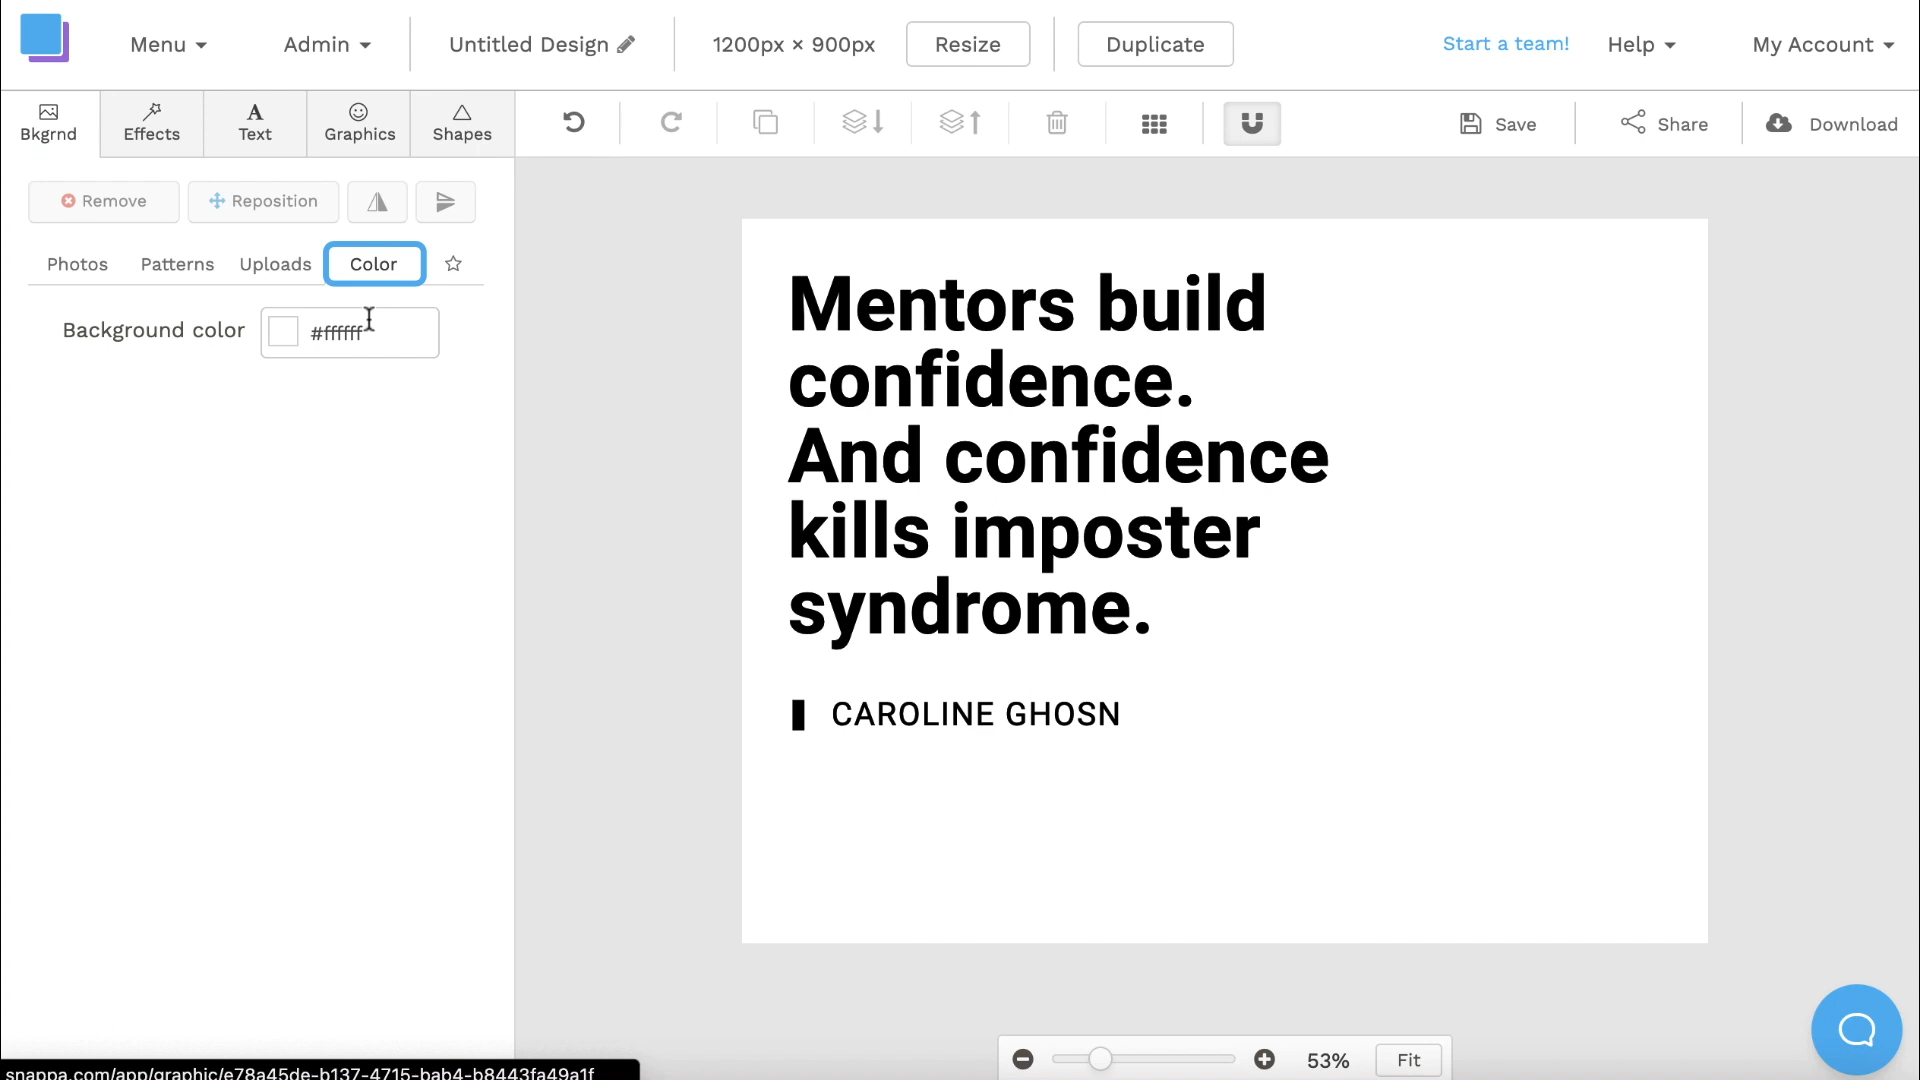 Menu
Admin
Untitled Design
1200px × 900px
Resize
Duplicate
Start a team!
Help
My Account
Bkgrnd
Effects
Text
Graphics
Shapes
Save
Share
Download
Remove
Reposition
Photos
Patterns
Uploads
Color
Background color
#ffffff
Mentors build
confidence.
And confidence
kills imposter
syndrome.
CAROLINE GHOSN
53%
Fit
snappa.com/app/graphic/e78a45de-b137-4715-bab4-b8443fa49a1f